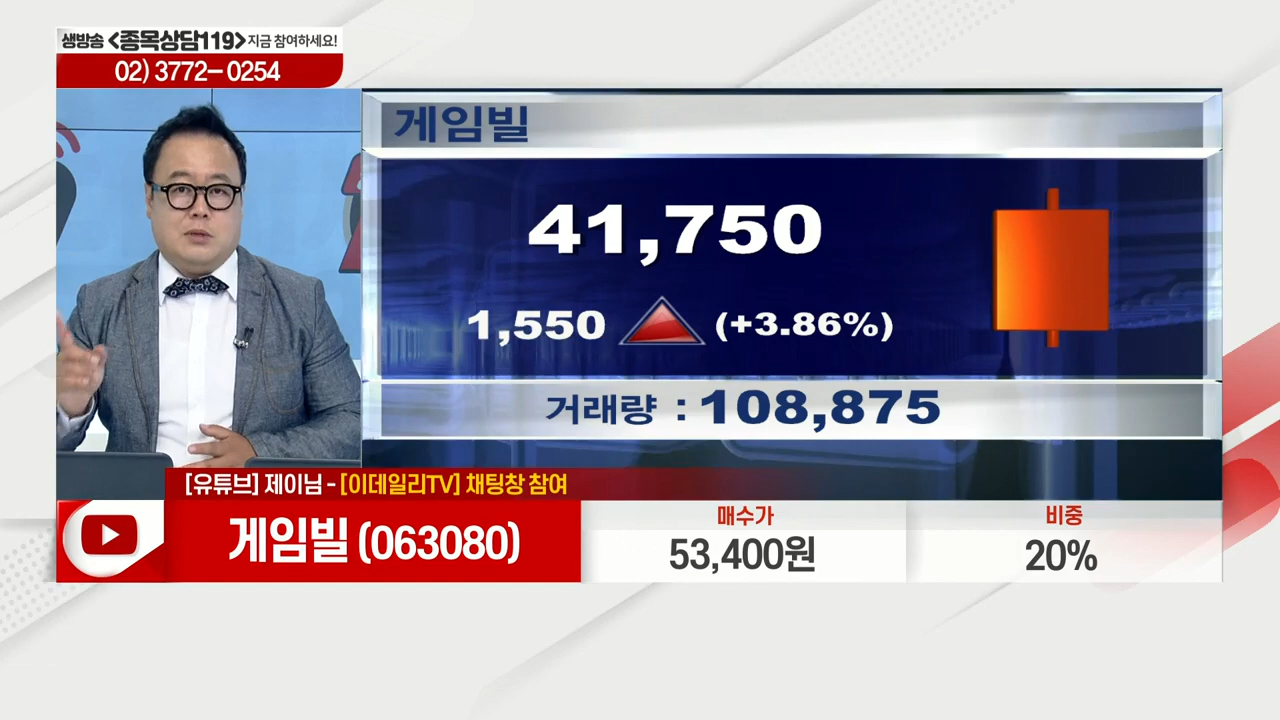 생방송 <종목상담119> 지금 참여하세요!
02) 3772-0254
게임빌
41,750
1,550 ▲ (+3.86%)
거래량 : 108,875
[유튜브] 제이님 - [이데일리TV] 채팅창 참여
게임빌 (063080)
매수가
53,400원
비중
20%